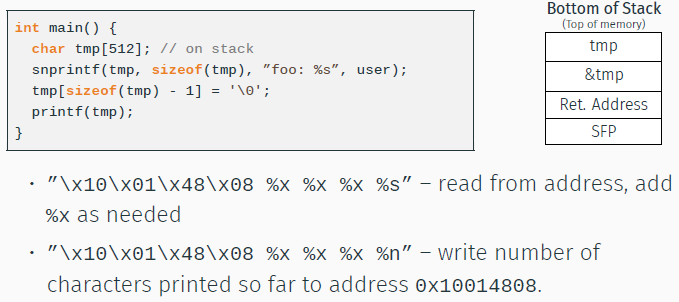 int main() {
char tmp[512]; // on stack
snprintf(tmp, sizeof(tmp), ”foo: %s”, user);
tmp[sizeof(tmp) - 1] = '\0';
printf(tmp);
}
Bottom of Stack
(Top of memory)
tmp
&tmp
Ret. Address
SFP
· ”\x10\x01\x48\x08 %x %x %x %s” – read from address, add
%x as needed
· ”\x10\x01\x48\x08 %x %x %x %n” – write number of
characters printed so far to address 0x10014808.